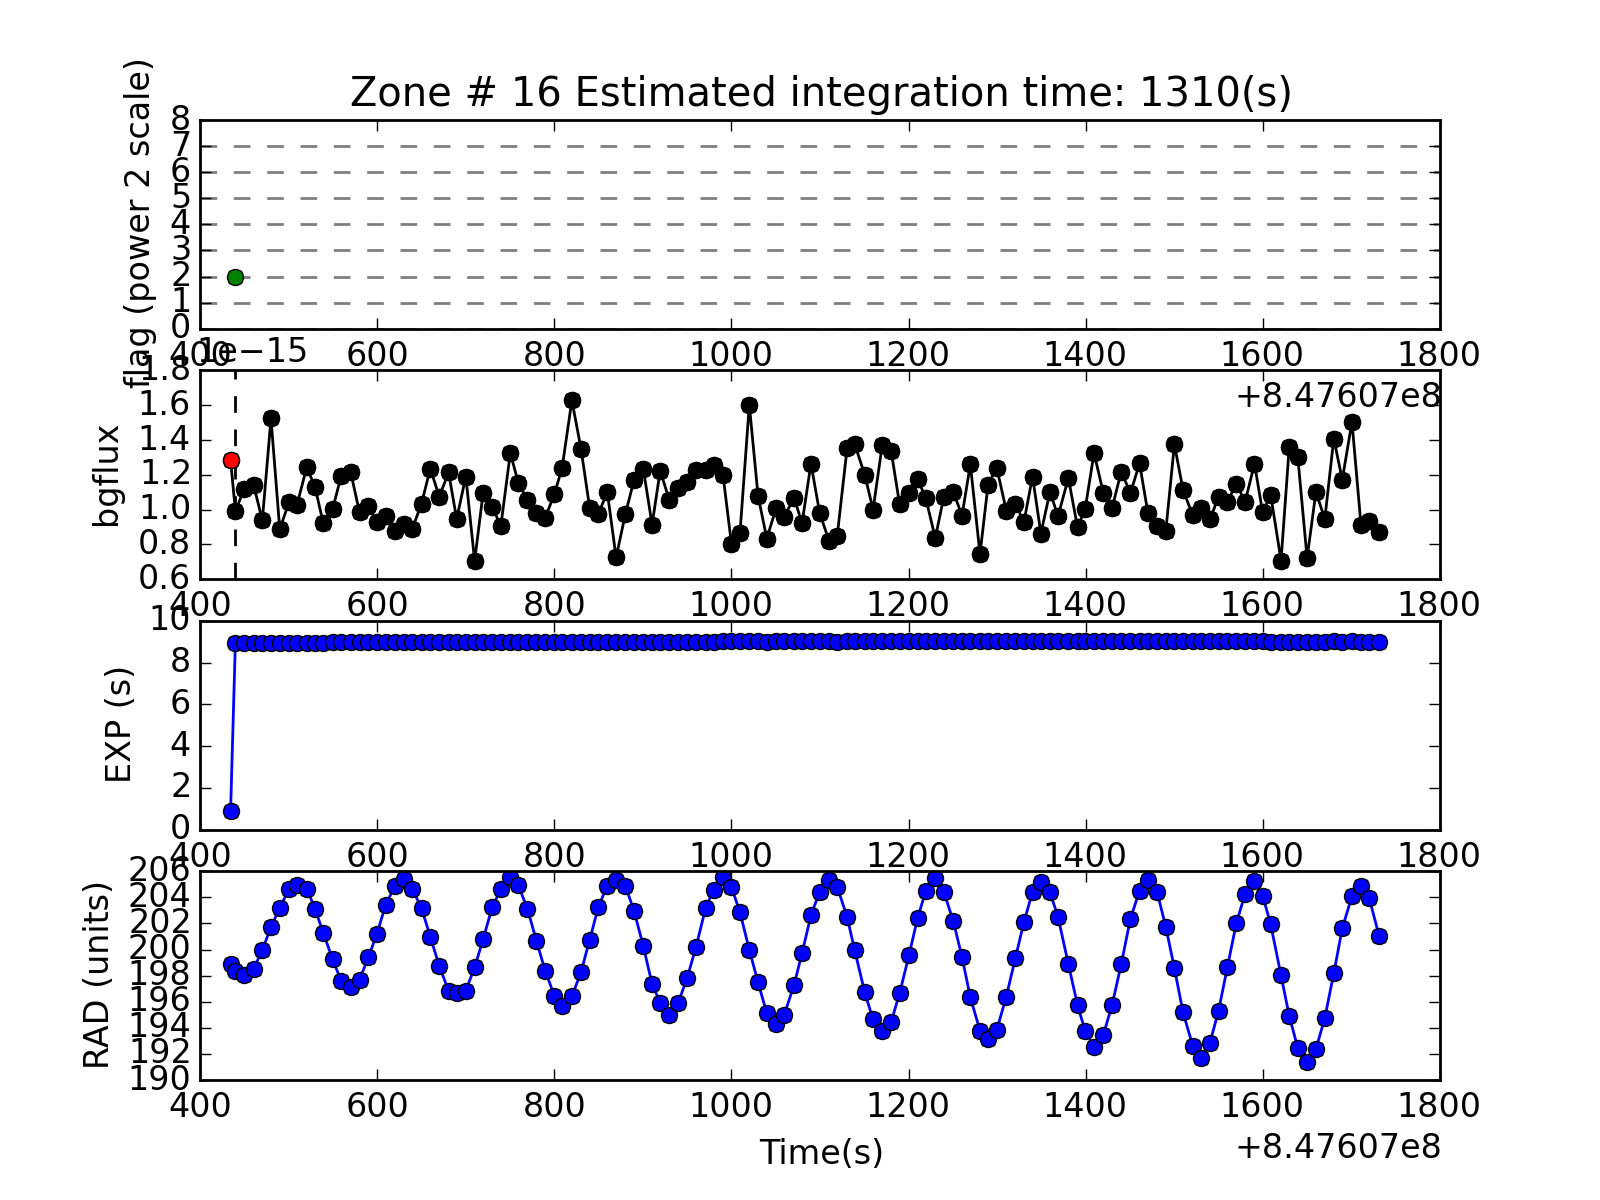 Zone # 16 Estimated integration time: 1310(s)
flag (power 2 scale)
8
7
6
5
4
3
2
1
0
400 600 800 1000 1200 1400 1600 1800
1e−15
+8.47607e8
bgflux
1.8
1.6
1.4
1.2
1.0
0.8
0.6
400 600 800 1000 1200 1400 1600 1800
EXP (s)
10
8
6
4
2
0
400 600 800 1000 1200 1400 1600 1800
RAD (units)
206
204
202
200
198
196
194
192
190
400 600 800 1000 1200 1400 1600 1800
Time(s)
+8.47607e8